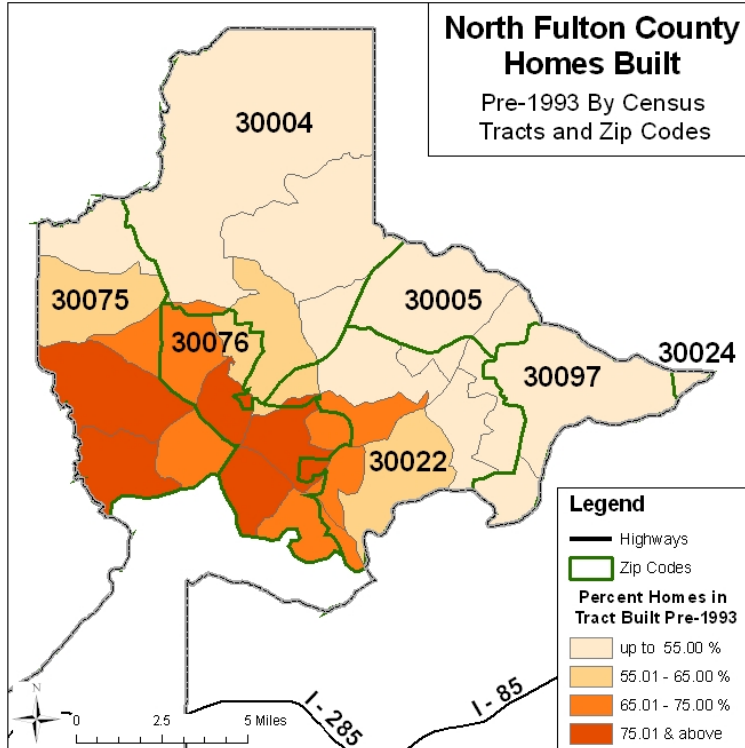 North Fulton County
Homes Built
Pre-1993 By Census
Tracts and Zip Codes
30004
30005
30075
30076
30024
30097
30022
Legend
Highways
Zip Codes
Percent Homes in
Tract Built Pre-1993
up to 55.00 %
55.01 - 65.00 %
65.01 - 75.00 %
75.01 & above
I - 285
I - 85
N
0 2.5 5 Miles